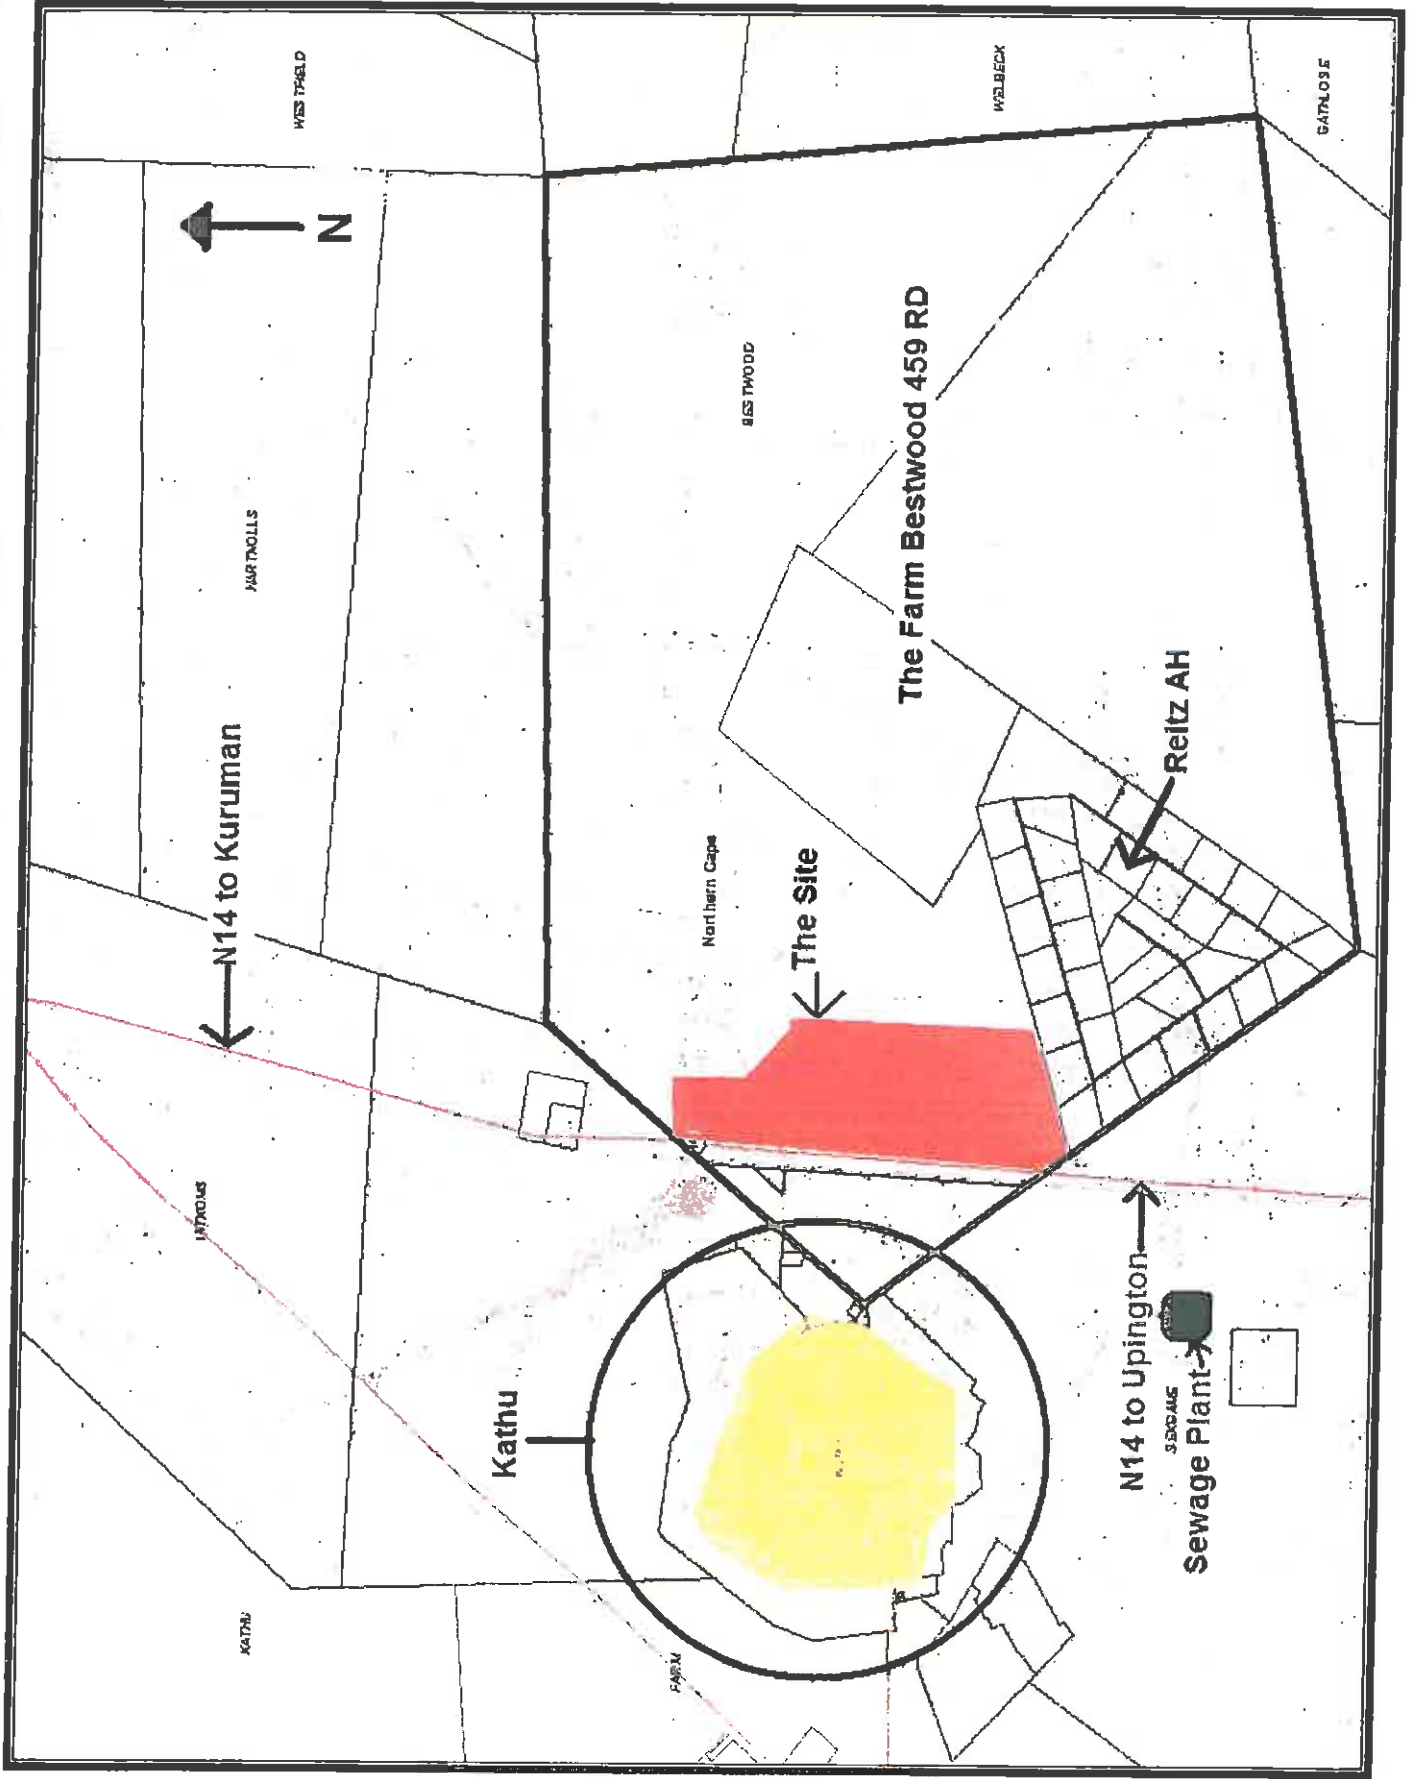 WESTFIELD
WELBECK
GATHLOSE
N
HARTNOLLS
BESTWOOD
The Farm Bestwood 459 RD
N14 to Kuruman
Northern Cape
The Site
Reitz AH
Kathu
N14 to Upington
SEKGAME
Sewage Plant
KATHU
FARM